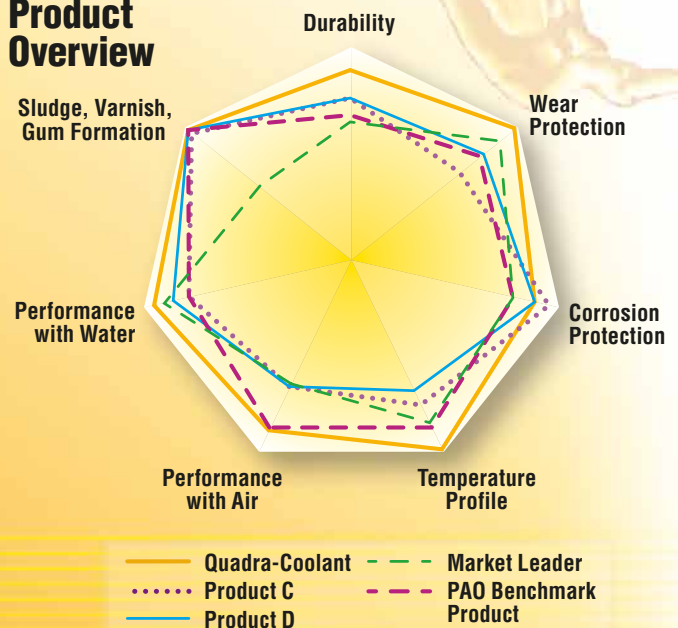 Product
Overview
Durability
Sludge, Varnish,
Gum Formation
Wear
Protection
Performance
with Water
Corrosion
Protection
Performance
with Air
Temperature
Profile
Quadra-Coolant
Market Leader
Product C
PAO Benchmark
Product
Product D